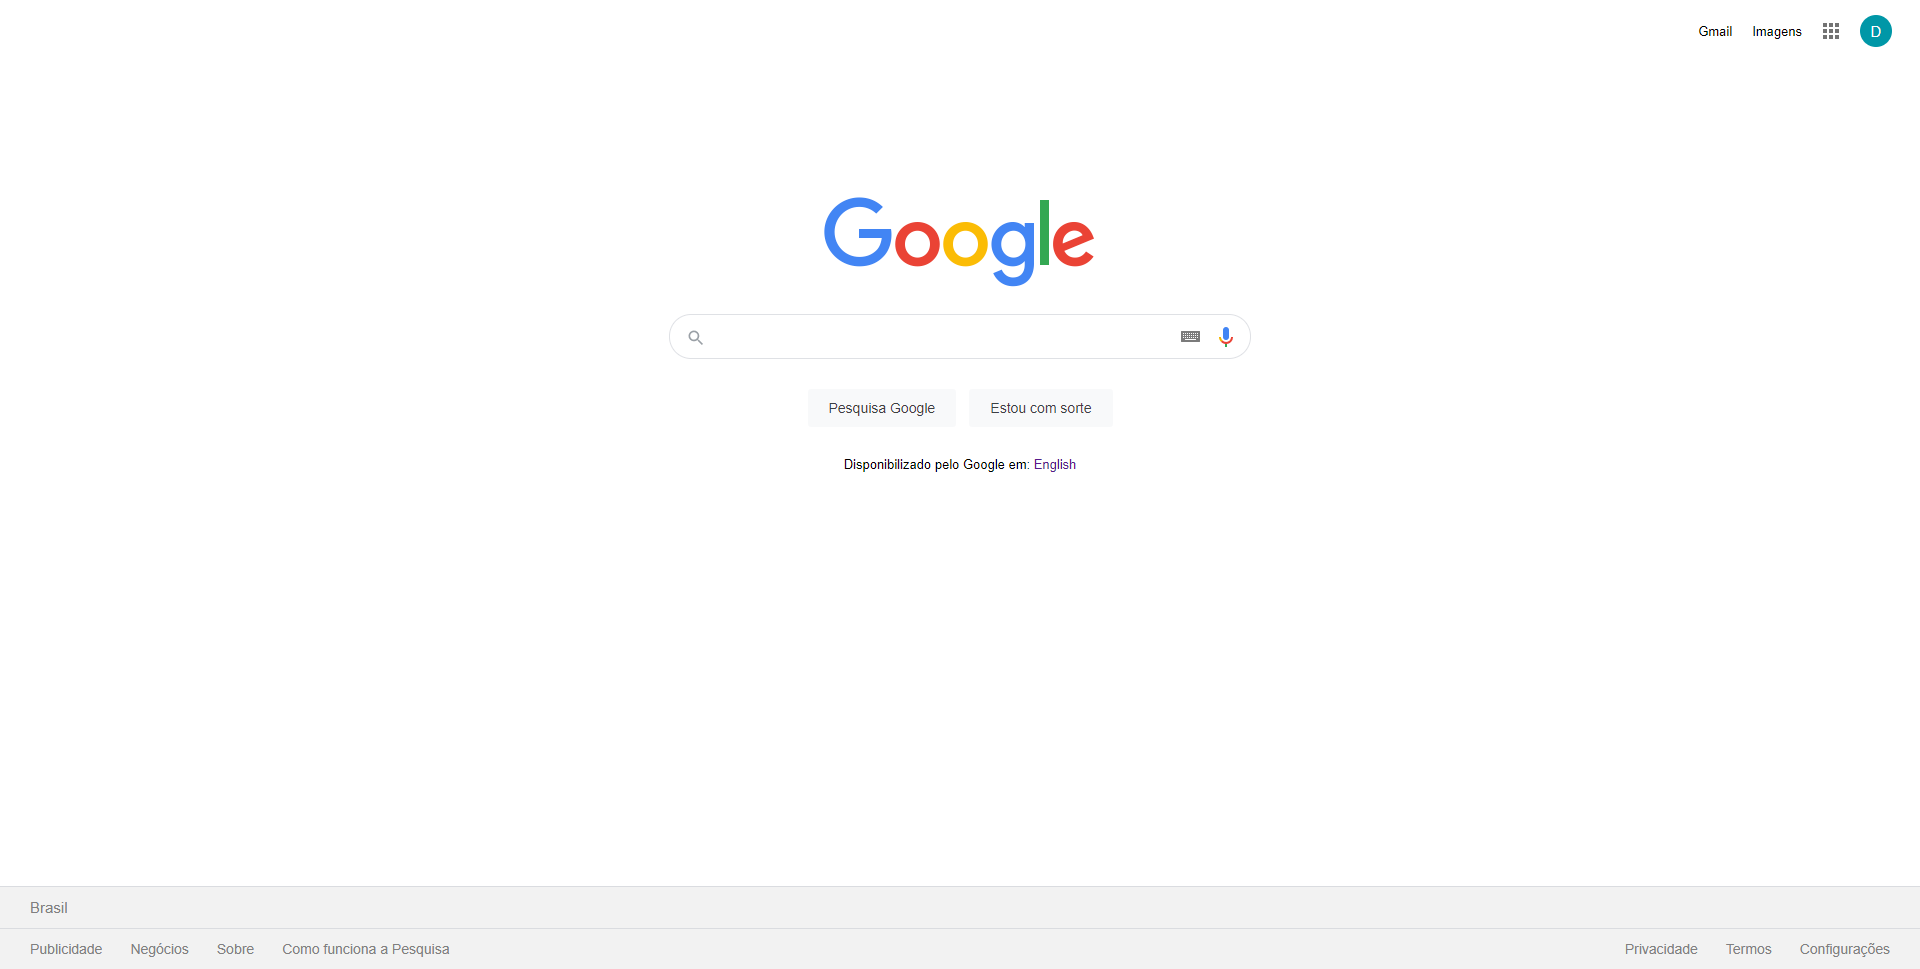 Gmail Imagens D
Google
Pesquisa Google Estou com sorte
Disponibilizado pelo Google em: English
Brasil
Publicidade Negócios Sobre Como funciona a Pesquisa Privacidade Termos Configurações